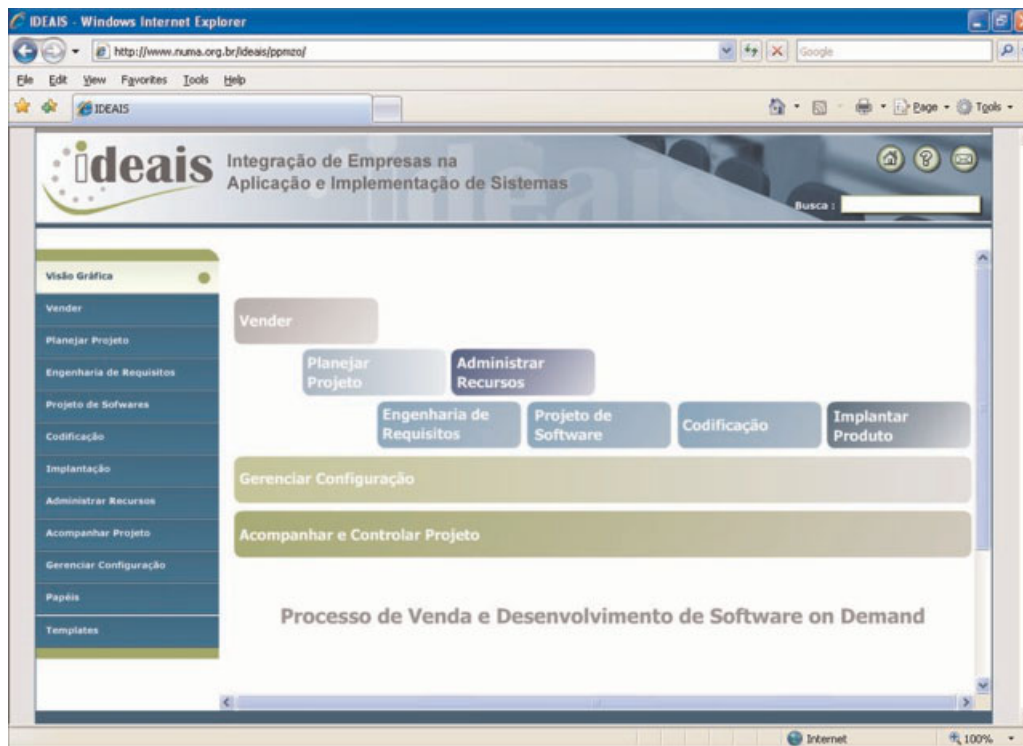 IDEAIS - Windows Internet Explorer
http://www.numa.org.br/ideais/ppmzo/
Google
File Edit View Favorites Tools Help
IDEAIS
Page Tools
ideais
Integração de Empresas na
Aplicação e Implementação de Sistemas
Busca :
Visão Gráfica
Vender
Planejar Projeto
Engenharia de Requisitos
Projeto de Sofwares
Codificação
Implantação
Administrar Recursos
Acompanhar Projeto
Gerenciar Configuração
Papéis
Templates
Vender
Planejar
Projeto
Administrar
Recursos
Engenharia de
Requisitos
Projeto de
Software
Codificação
Implantar
Produto
Gerenciar Configuração
Acompanhar e Controlar Projeto
Processo de Venda e Desenvolvimento de Software on Demand
Internet
100%